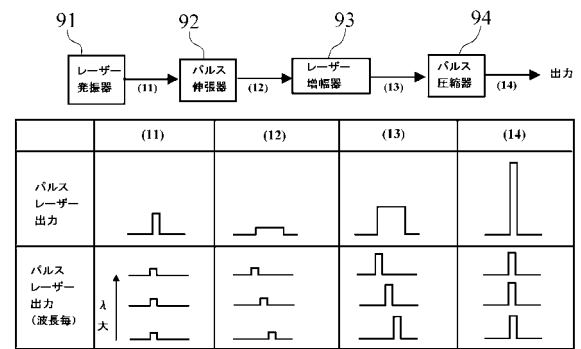 91
92
93
94
レーザー
発振器
(11)
パルス
伸張器
(12)
レーザー
増幅器
(13)
パルス
圧縮器
(14)
出力
(11)
(12)
(13)
(14)
パルス
レーザー
出力
パルス
レーザー
出力
(波長毎)
λ
大